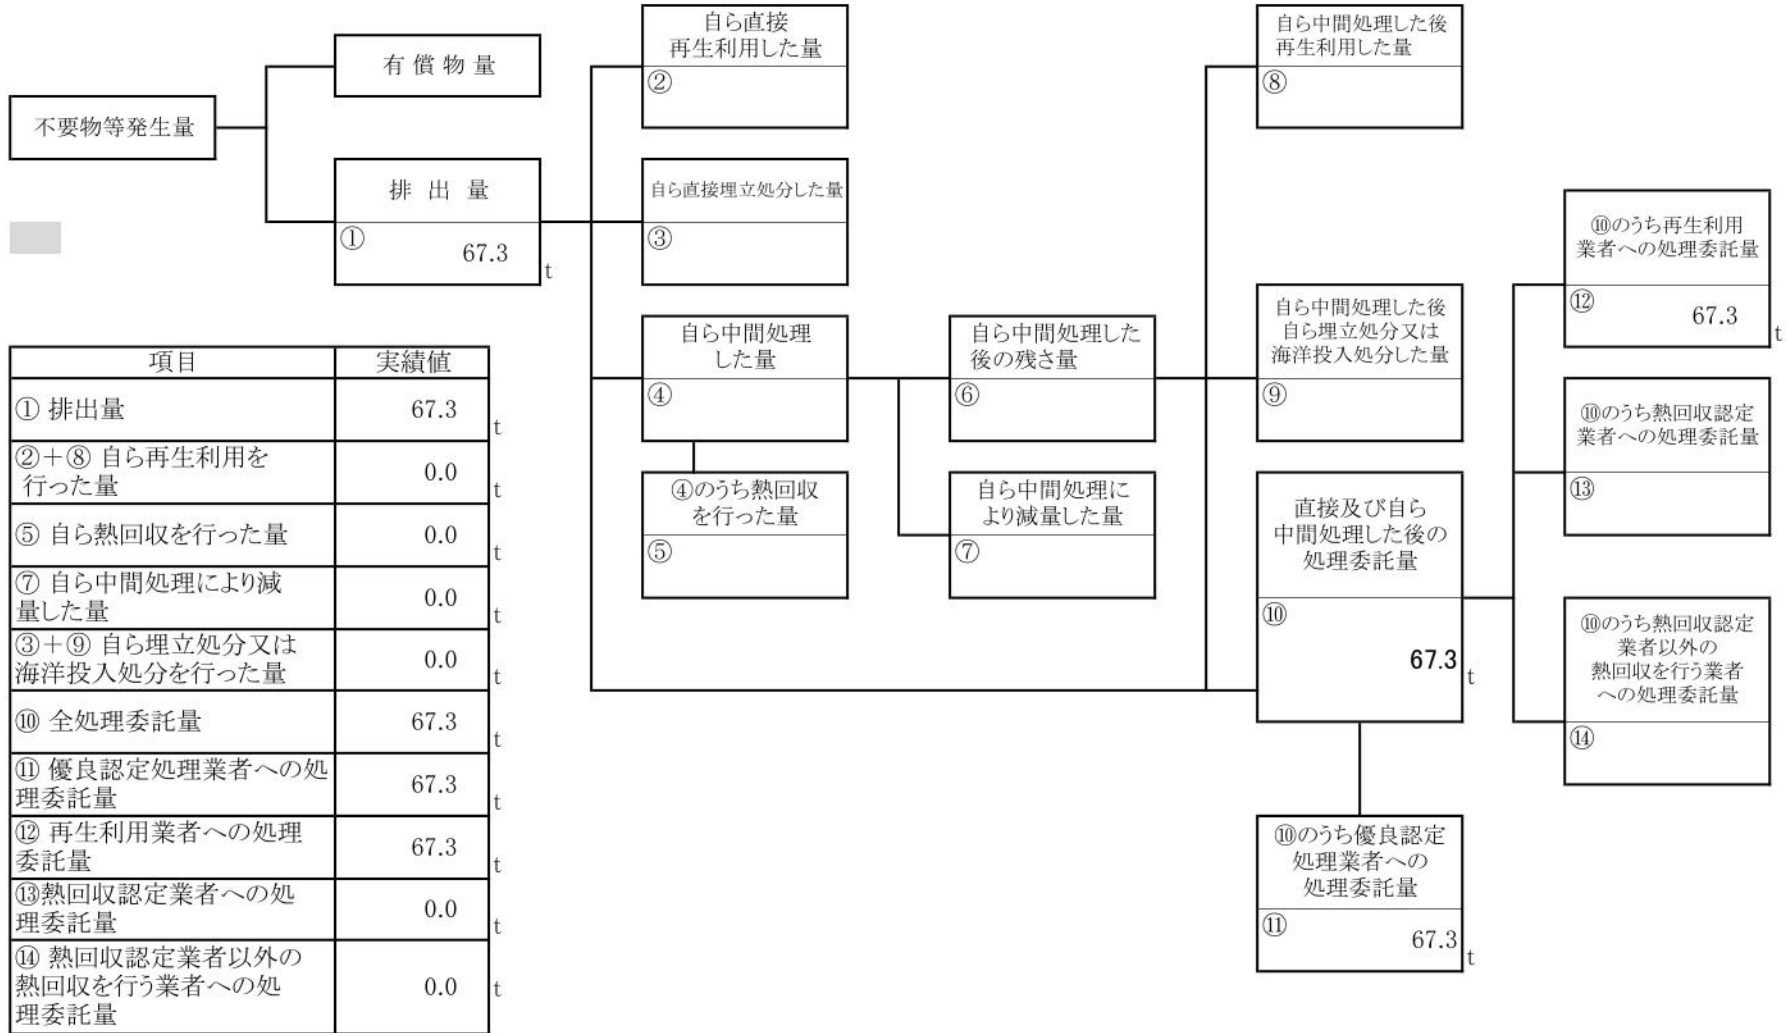 不要物等発生量
有 償 物 量
排 出 量
①
67.3
t
自ら直接
再生利用した量
②
自ら直接埋立処分した量
③
自ら中間処理
した量
④
④のうち熱回収
を行った量
⑤
自ら中間処理した
後の残さ量
⑥
自ら中間処理に
より減量した量
⑦
自ら中間処理した後
再生利用した量
⑧
自ら中間処理した後
自ら埋立処分又は
海洋投入処分した量
⑨
直接及び自ら
中間処理した後の
処理委託量
⑩
67.3
t
⑩のうち優良認定
処理業者への
処理委託量
⑪
67.3
t
⑩のうち再生利用
業者への処理委託量
⑫
67.3
t
⑩のうち熱回収認定
業者への処理委託量
⑬
⑩のうち熱回収認定
業者以外の
熱回収を行う業者
への処理委託量
⑭
項目 実績値
① 排出量 67.3 t
②+⑧ 自ら再生利用を
行った量 0.0 t
⑤ 自ら熱回収を行った量 0.0 t
⑦ 自ら中間処理により減
量した量 0.0 t
③+⑨ 自ら埋立処分又は
海洋投入処分を行った量 0.0 t
⑩ 全処理委託量 67.3 t
⑪ 優良認定処理業者への処
理委託量 67.3 t
⑫ 再生利用業者への処理
委託量 67.3 t
⑬熱回収認定業者への処
理委託量 0.0 t
⑭ 熱回収認定業者以外の
熱回収を行う業者への処 0.0 t
理委託量